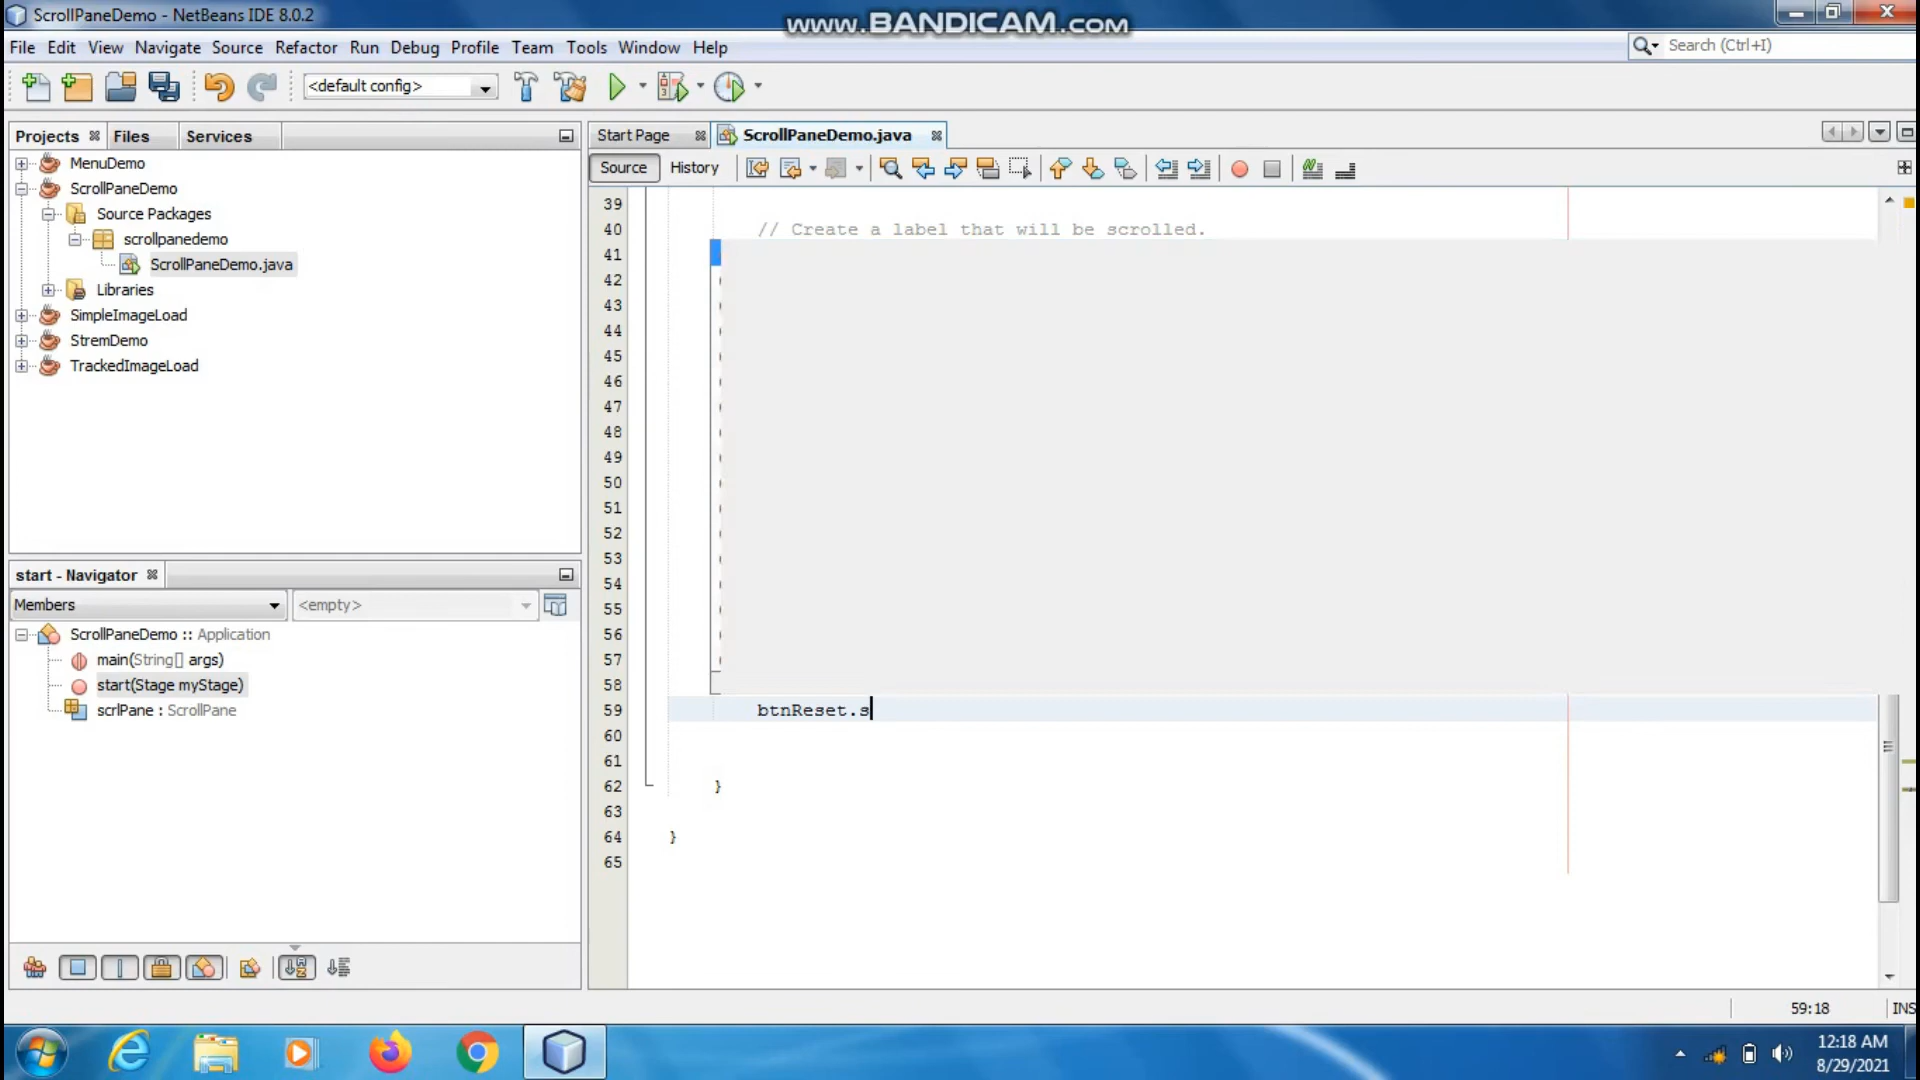 ScrollPaneDemo - NetBeans IDE 8.0.2
www.BANDICAM.com
File Edit View Navigate Source Refactor Run Debug Profile Team Tools Window Help
Search (Ctrl+I)
<default config>
Projects Files Services
MenuDemo
ScrollPaneDemo
Source Packages
scrollpanedemo
ScrollPaneDemo.java
Libraries
SimpleImageLoad
StremDemo
TrackedImageLoad
start - Navigator
Members
<empty>
ScrollPaneDemo :: Application
main(String[] args)
start(Stage myStage)
scrlPane : ScrollPane
Start Page ScrollPaneDemo.java
Source History
39
40 // Create a label that will be scrolled.
41
42
43
44
45
46
47
48
49
50
51
52
53
54
55
56
57
58
59 btnReset.s
60
61
62 }
63
64 }
65
59:18 INS
12:18 AM
8/29/2021